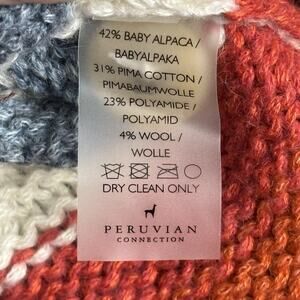 42% BABY ALPACA /
BABYALPAKA
31% PIMA COTTON /
PIMABAUMWOLLE
23% POLYAMIDE /
POLYAMID
4% WOOL /
WOLLE
DRY CLEAN ONLY
PERUVIAN
CONNECTION